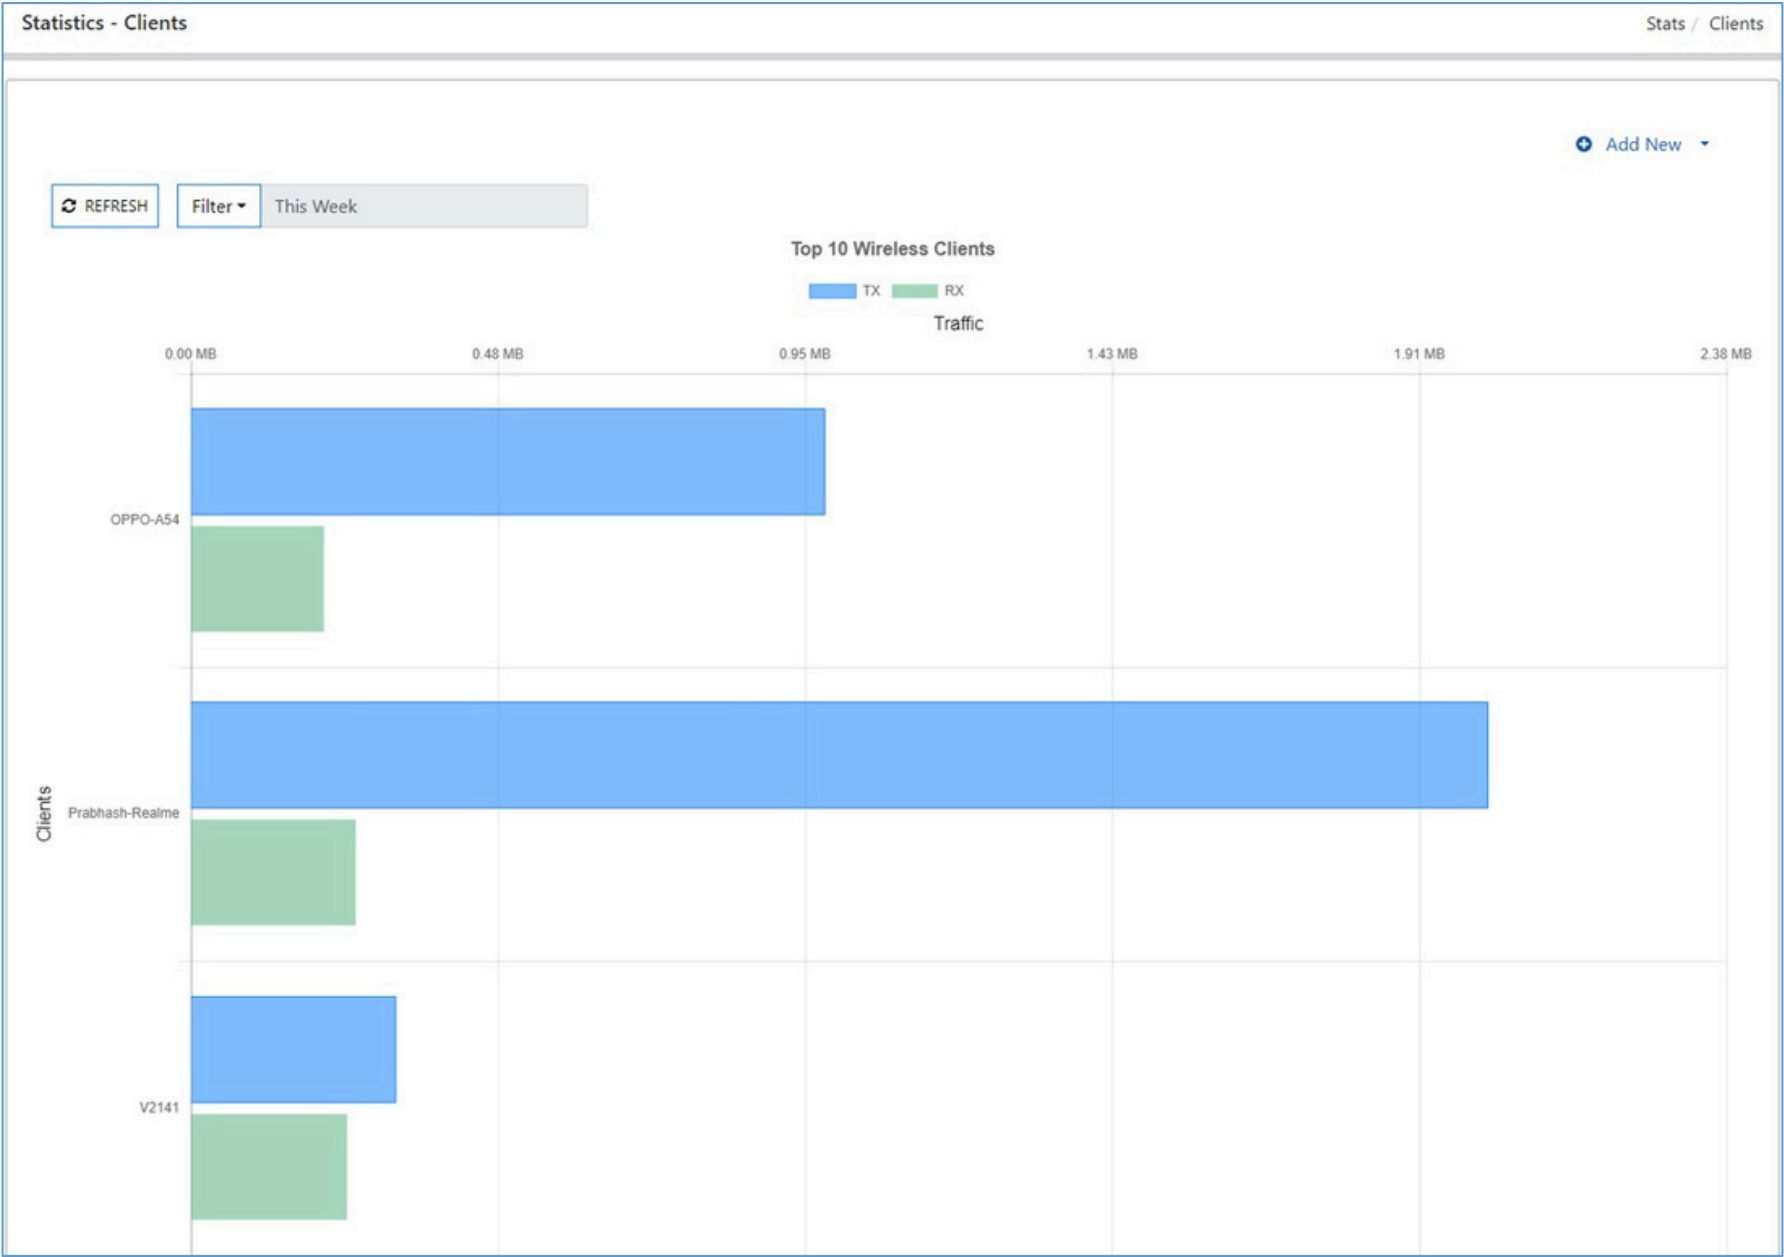 Statistics - Clients
Stats / Clients
Add New
REFRESH
Filter
This Week
Top 10 Wireless Clients
TX
RX
Traffic
0.00 MB
0.48 MB
0.95 MB
1.43 MB
1.91 MB
2.38 MB
OPPO-A54
Clients
Prabhash-Realme
V2141